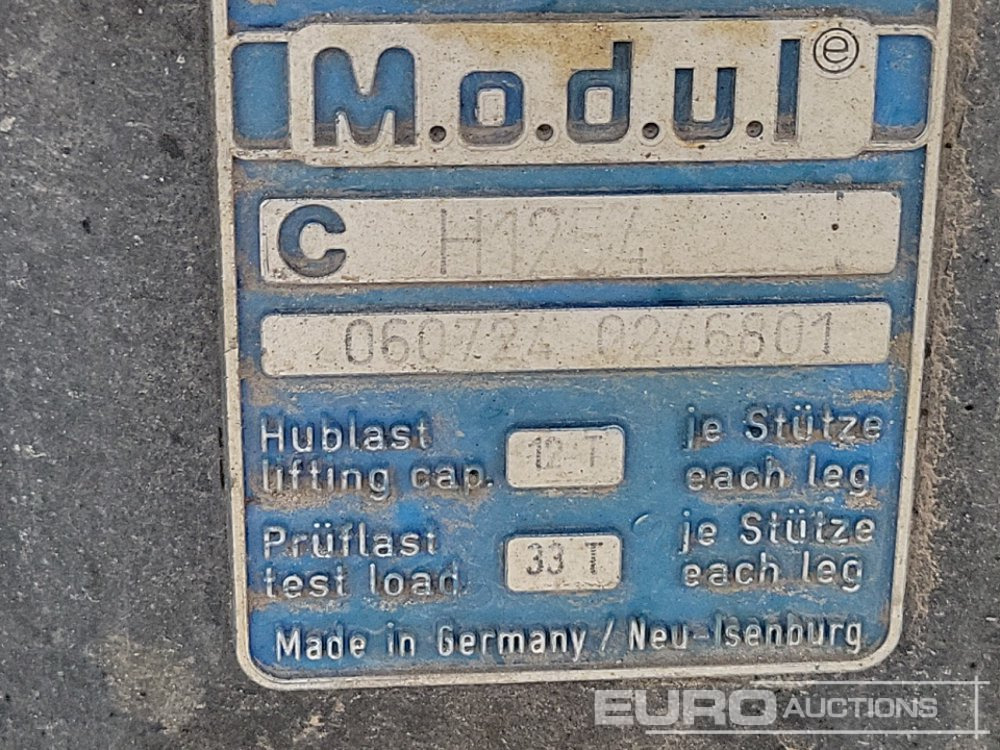 M.o.d.u.l e
C H1254
060724 0246801
Hublast
lifting cap. 12 T je Stütze
each leg
Prüflast
test load 33 T je Stütze
each leg
Made in Germany / Neu-Isenburg
EURO AUCTIONS